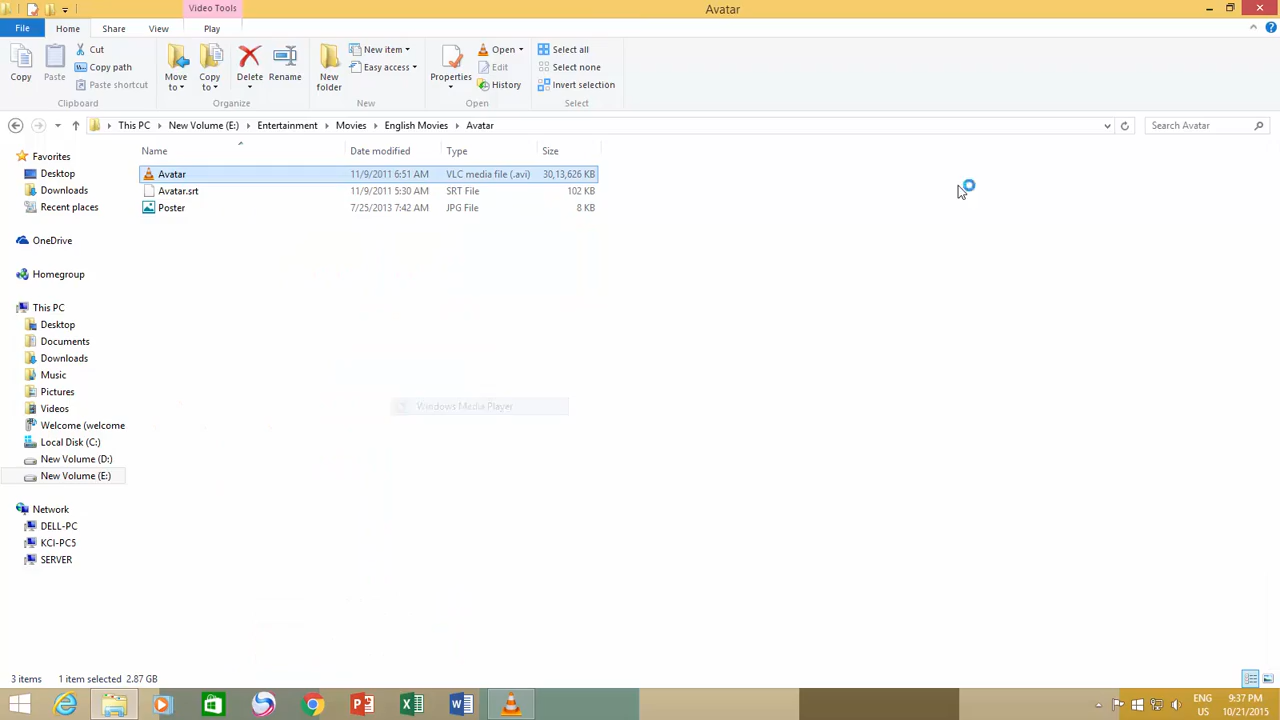 Video Tools
Avatar
File Home Share View Play
Copy
Paste
Cut
Copy path
Paste shortcut
Clipboard
Move to
Copy to
Delete
Rename
Organize
New folder
New item
Easy access
New
Properties
Open
Edit
History
Open
Select all
Select none
Invert selection
Select
This PC New Volume (E:) Entertainment Movies English Movies Avatar
Search Avatar
Name Date modified Type Size
Avatar 11/9/2011 6:51 AM VLC media file (.avi) 30,13,626 KB
Avatar.srt 11/9/2011 5:30 AM SRT File 102 KB
Poster 7/25/2013 7:42 AM JPG File 8 KB
Favorites
Desktop
Downloads
Recent places
OneDrive
Homegroup
This PC
Desktop
Documents
Downloads
Music
Pictures
Videos
Welcome (welcome
Local Disk (C:)
New Volume (D:)
New Volume (E:)
Network
DELL-PC
KCI-PC5
SERVER
Windows Media Player
3 items 1 item selected 2.87 GB
ENG
US
9:37 PM
10/21/2015